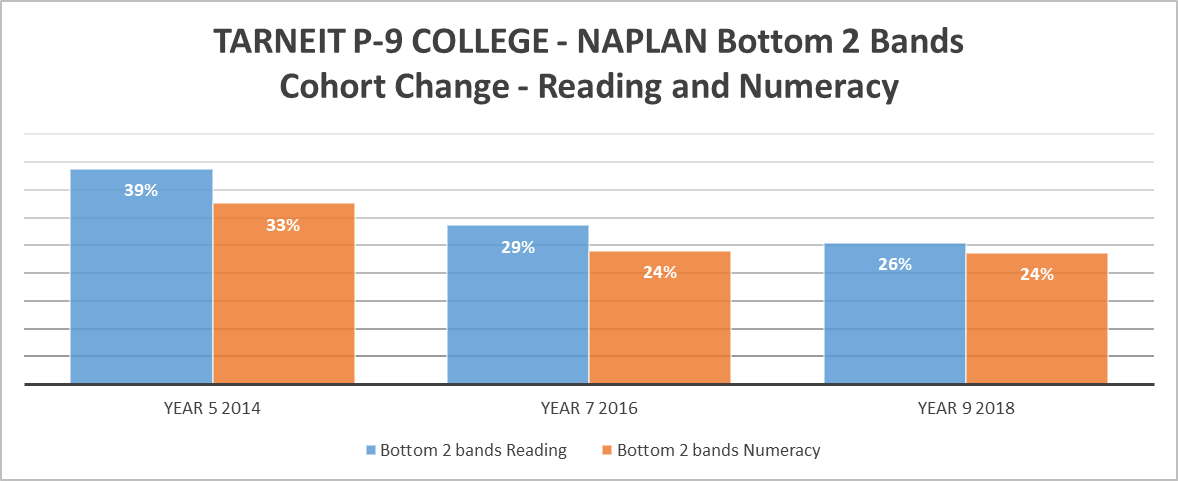 TARNEIT P-9 COLLEGE - NAPLAN Bottom 2 Bands
Cohort Change - Reading and Numeracy
39%
33%
29%
24%
26%
24%
YEAR 5 2014
YEAR 7 2016
YEAR 9 2018
Bottom 2 bands Reading
Bottom 2 bands Numeracy